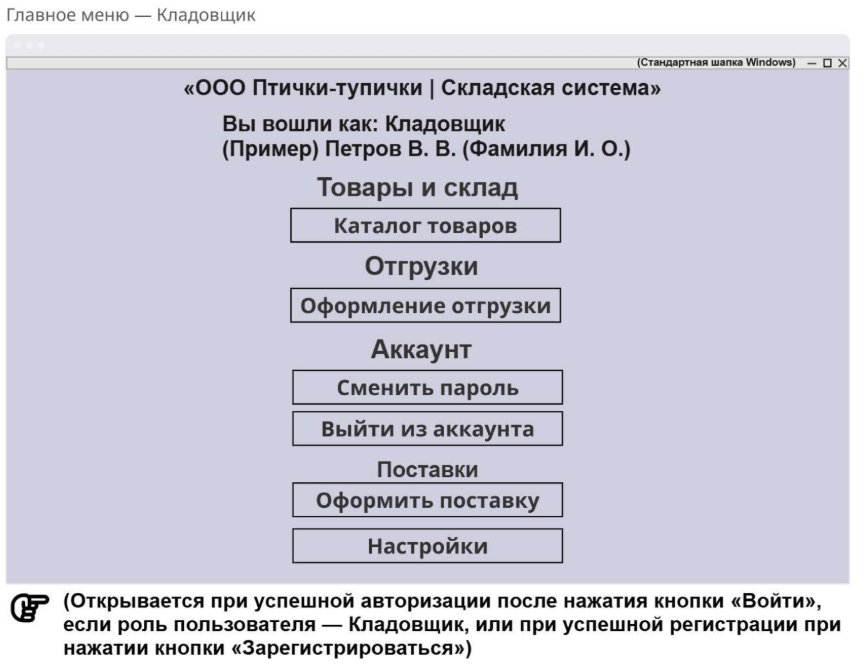 Главное меню — Кладовщик
(Стандартная шапка Windows)
«ООО Птички-тупички | Складская система»
Вы вошли как: Кладовщик
(Пример) Петров В. В. (Фамилия И. О.)
Товары и склад
Каталог товаров
Отгрузки
Оформление отгрузки
Аккаунт
Сменить пароль
Выйти из аккаунта
Поставки
Оформить поставку
Настройки
(Открывается при успешной авторизации после нажатия кнопки «Войти»,
если роль пользователя — Кладовщик, или при успешной регистрации при
нажатии кнопки «Зарегистрироваться»)